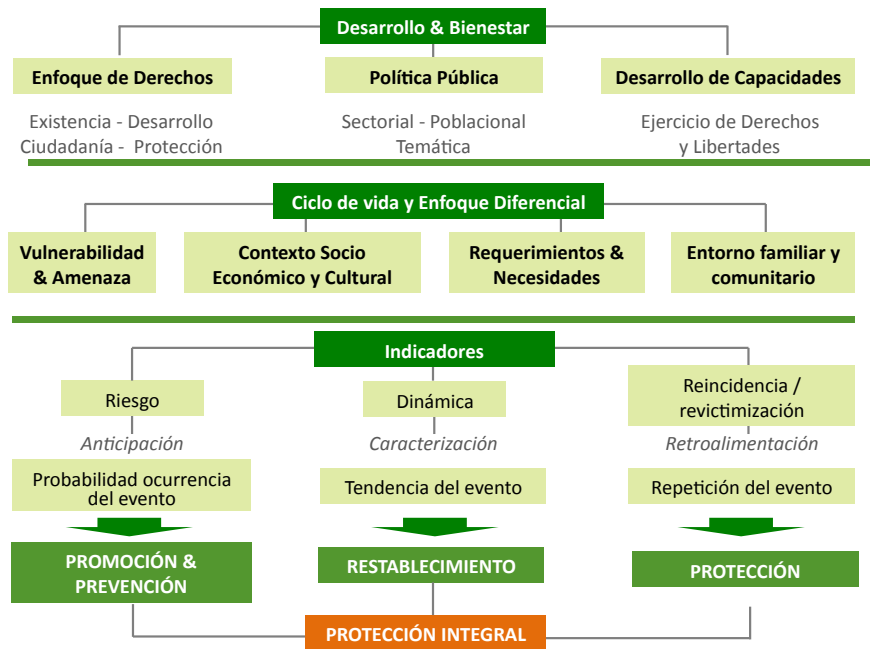 Desarrollo & Bienestar
Enfoque de Derechos
Política Pública
Desarrollo de Capacidades
Existencia - Desarrollo
Ciudadanía - Protección
Sectorial - Poblacional
Temática
Ejercicio de Derechos
y Libertades
Ciclo de vida y Enfoque Diferencial
Vulnerabilidad
& Amenaza
Contexto Socio
Económico y Cultural
Requerimientos &
Necesidades
Entorno familiar y
comunitario
Indicadores
Riesgo
Dinámica
Reincidencia /
revictimización
Anticipación
Caracterización
Retroalimentación
Probabilidad ocurrencia
del evento
Tendencia del evento
Repetición del evento
PROMOCIÓN &
PREVENCIÓN
RESTABLECIMIENTO
PROTECCIÓN
PROTECCIÓN INTEGRAL